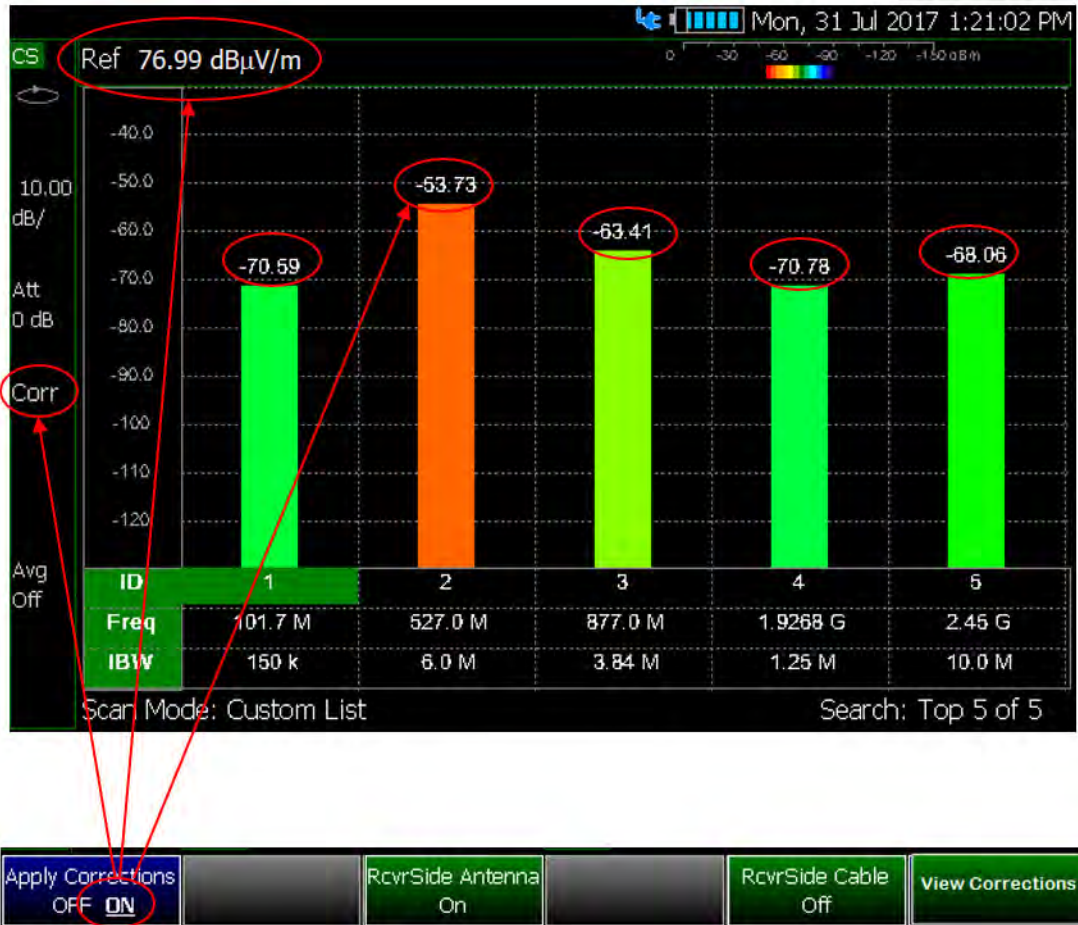 Mon, 31 Jul 2017 1:21:02 PM
CS
Ref 76.99 dBµV/m
0 -30 -60 -90 -120 -150 dBm
-40.0
10.00
dB/
-50.0
-53.73
-60.0
-63.41
-70.59
-70.78
-68.06
-70.0
Att
0 dB
-80.0
-90.0
Corr
-100
-110
-120
Avg
Off
ID 1 2 3 4 5
Freq 101.7 M 527.0 M 877.0 M 1.9268 G 2.45 G
IBW 150 k 6.0 M 3.84 M 1.25 M 10.0 M
Scan Mode: Custom List Search: Top 5 of 5
Apply Corrections
OFF ON
RcvrSide Antenna
On
RcvrSide Cable
Off
View Corrections